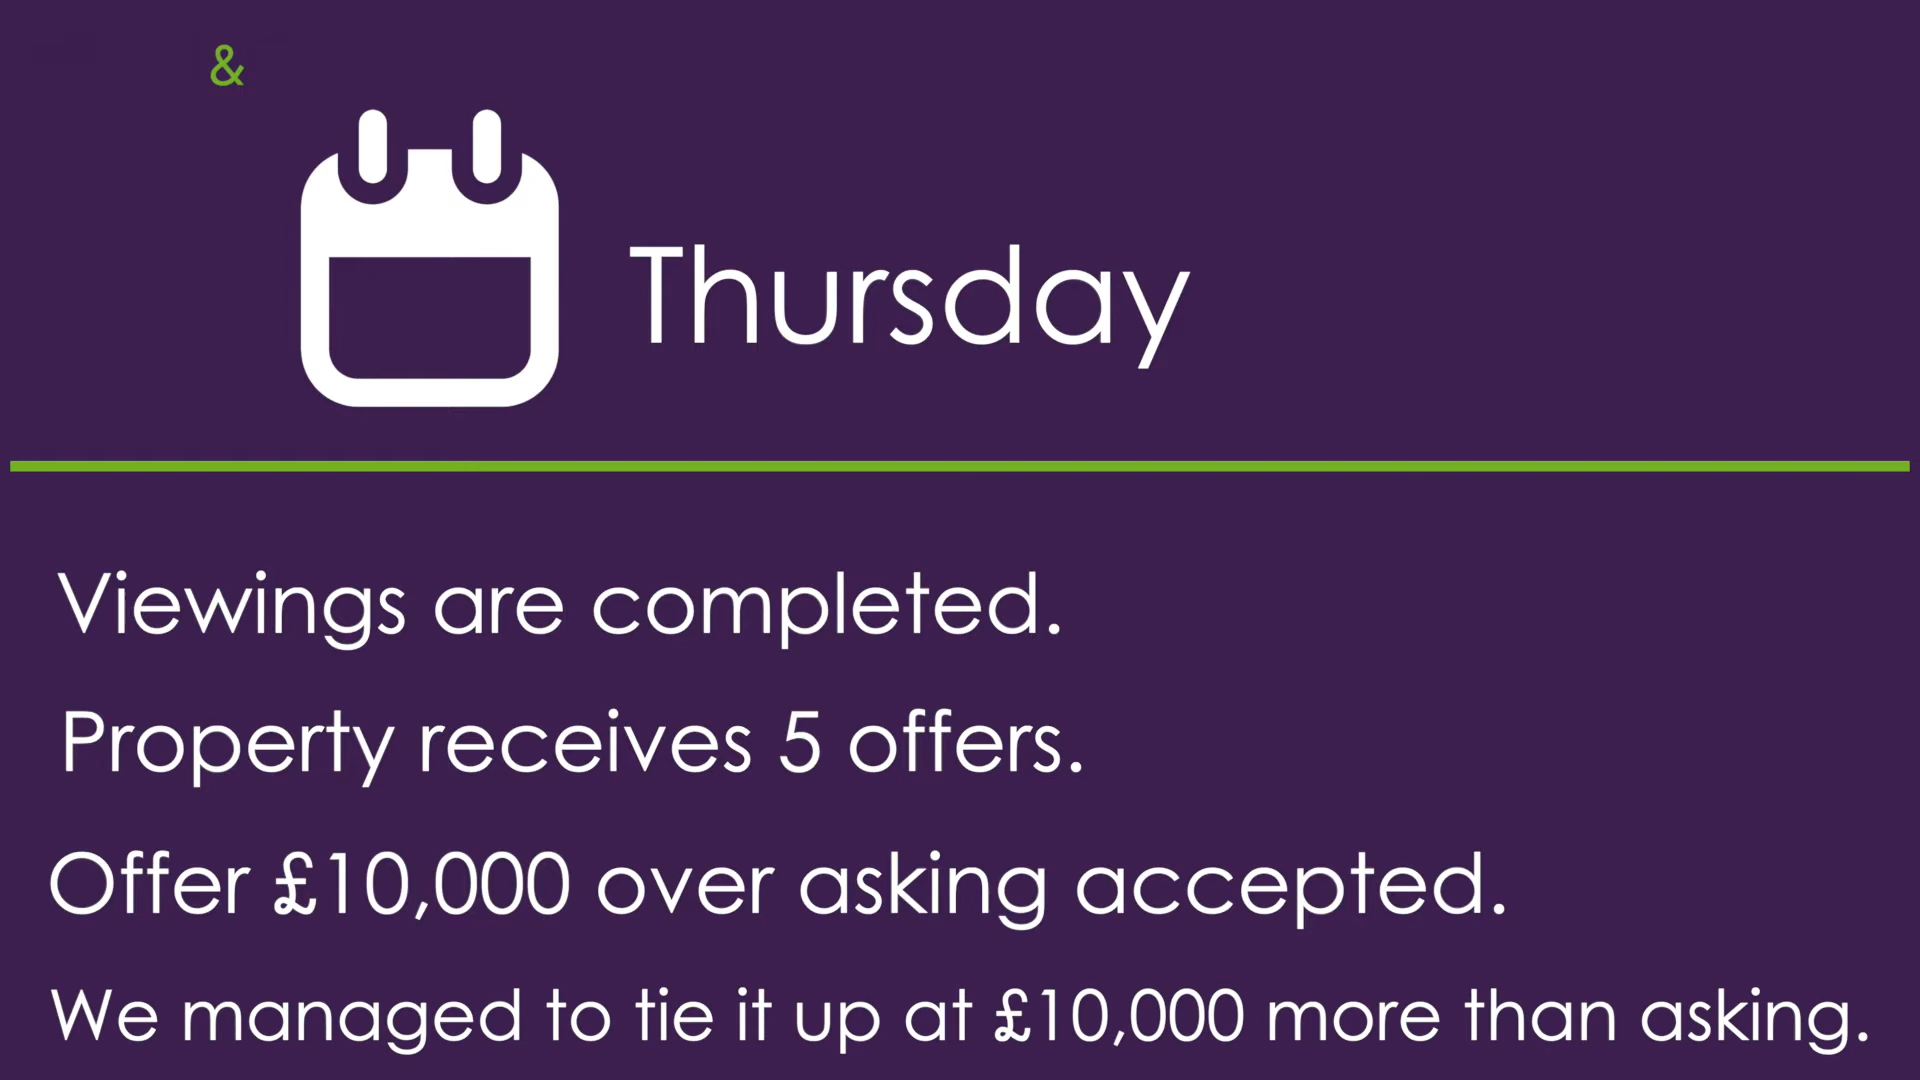 &
Thursday
Viewings are completed.
Property receives 5 offers.
Offer £10,000 over asking accepted.
We managed to tie it up at £10,000 more than asking.